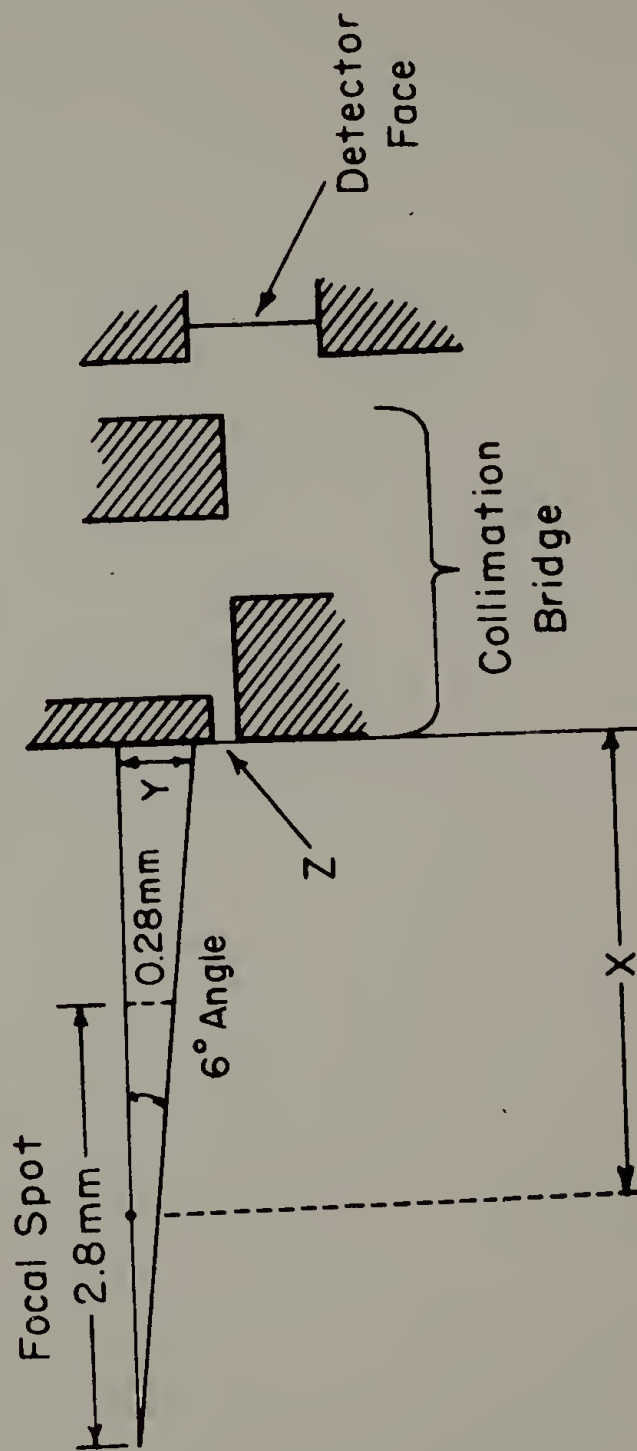 Focal Spot
2.8mm
0.28mm
6° Angle
Y
Z
X
Collimation
Bridge
Detector
Face